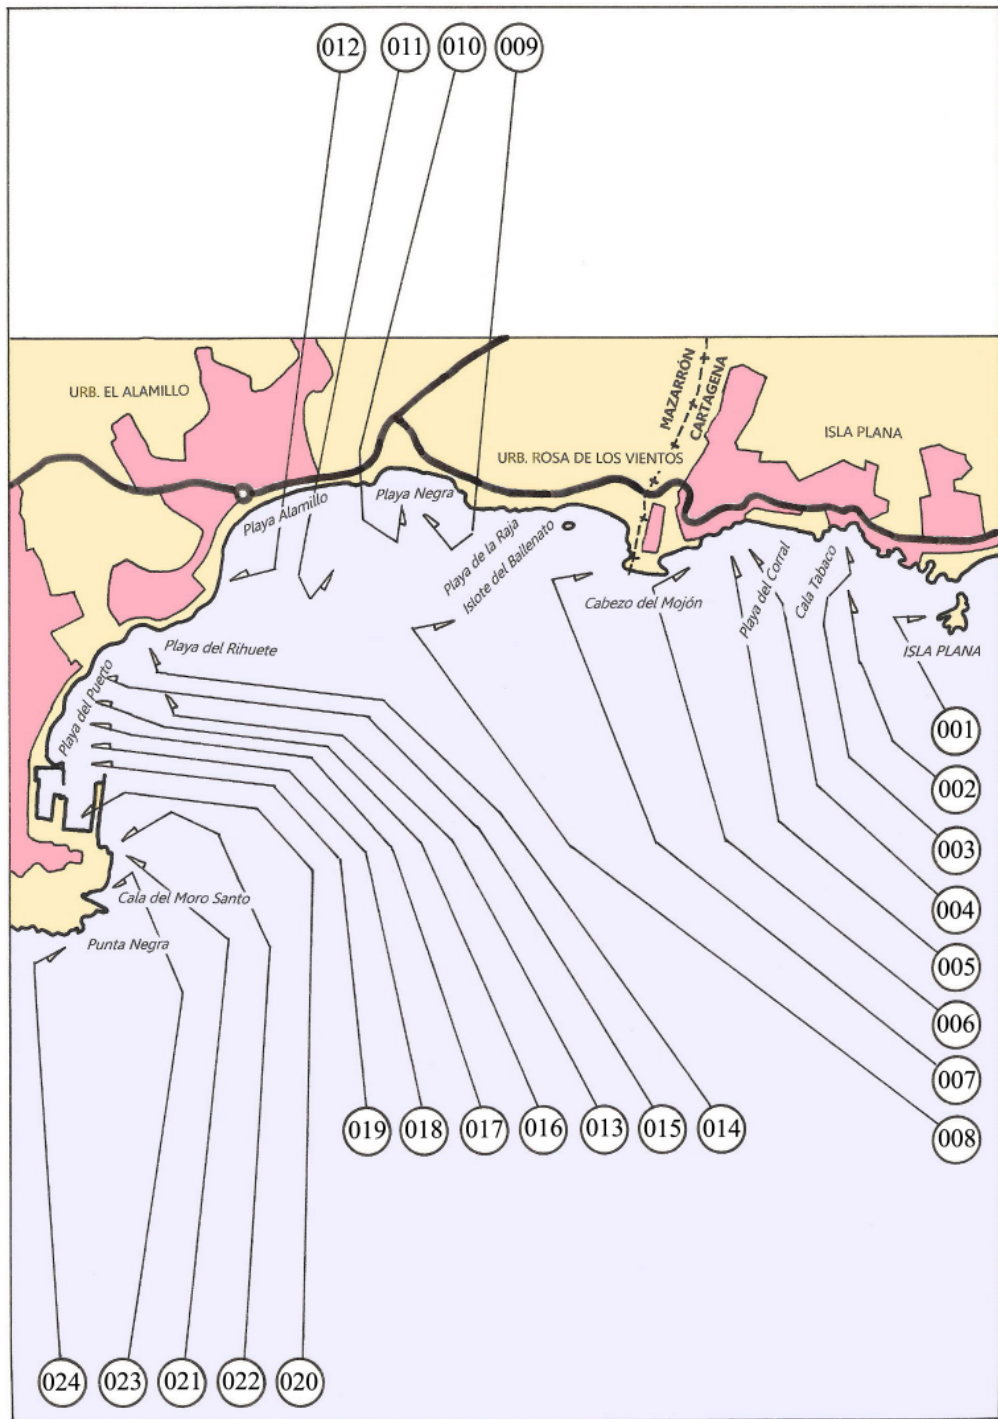 012
011
010
009
URB. EL ALAMILLO
MAZARRÓN
CARTAGENA
ISLA PLANA
URB. ROSA DE LOS VIENTOS
Playa Alamillo
Playa Negra
Playa de la Raja
Islote del Ballenato
Cabezo del Mojón
Playa del Corral
Cala Tabaco
ISLA PLANA
Playa del Rihuete
Playa del Puerto
Cala del Moro Santo
Punta Negra
001
002
003
004
005
006
007
008
019
018
017
016
013
015
014
024
023
021
022
020